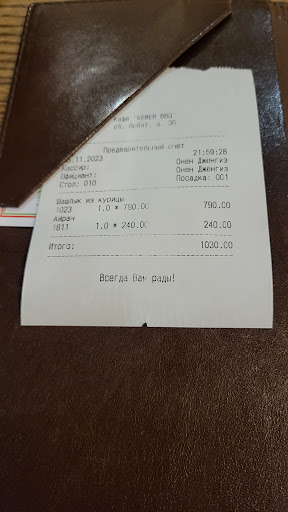 Кафе "KEMER BBQ
ул. Арбат, д. 36
Предварительный счет
.11.2023 21:59:28
Кассир: Онен Дженгиз
Официант: Онен Дженгиз
Стол: 010 Посадка: 001
Шашлык из курицы
1023 1.0 * 790.00 790.00
Айран
1811 1.0 * 240.00 240.00
Итого: 1030.00
Всегда Вам рады!